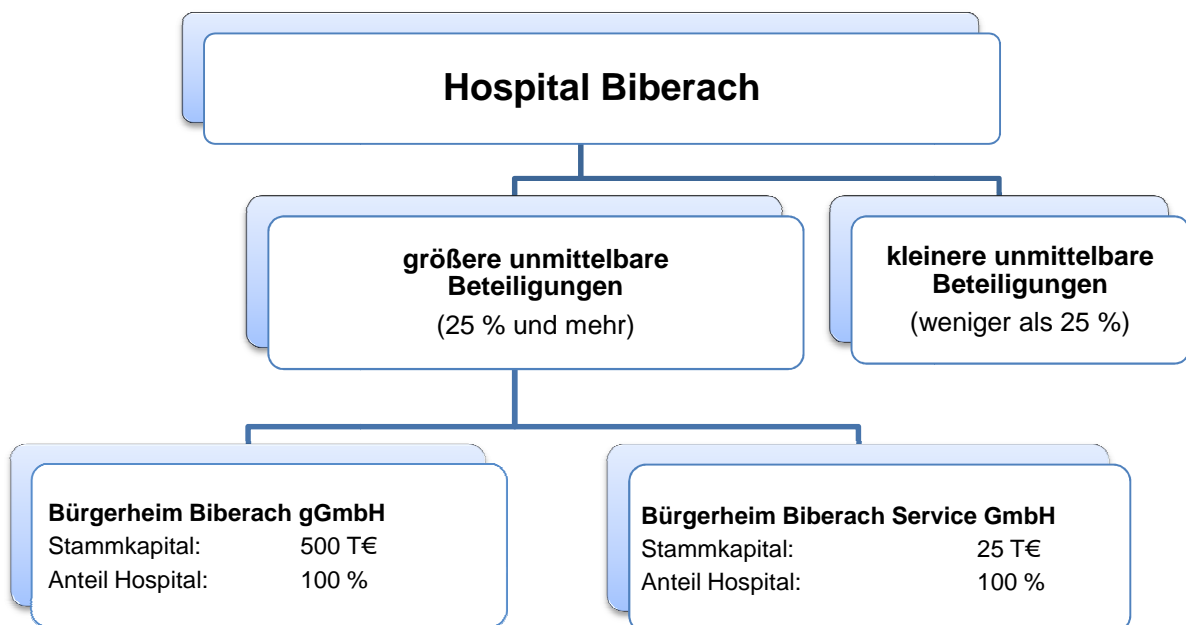 Hospital Biberach
größere unmittelbare
Beteiligungen
(25 % und mehr)
kleinere unmittelbare
Beteiligungen
(weniger als 25 %)
Bürgerheim Biberach gGmbH
Stammkapital: 500 T€
Anteil Hospital: 100 %
Bürgerheim Biberach Service GmbH
Stammkapital: 25 T€
Anteil Hospital: 100 %